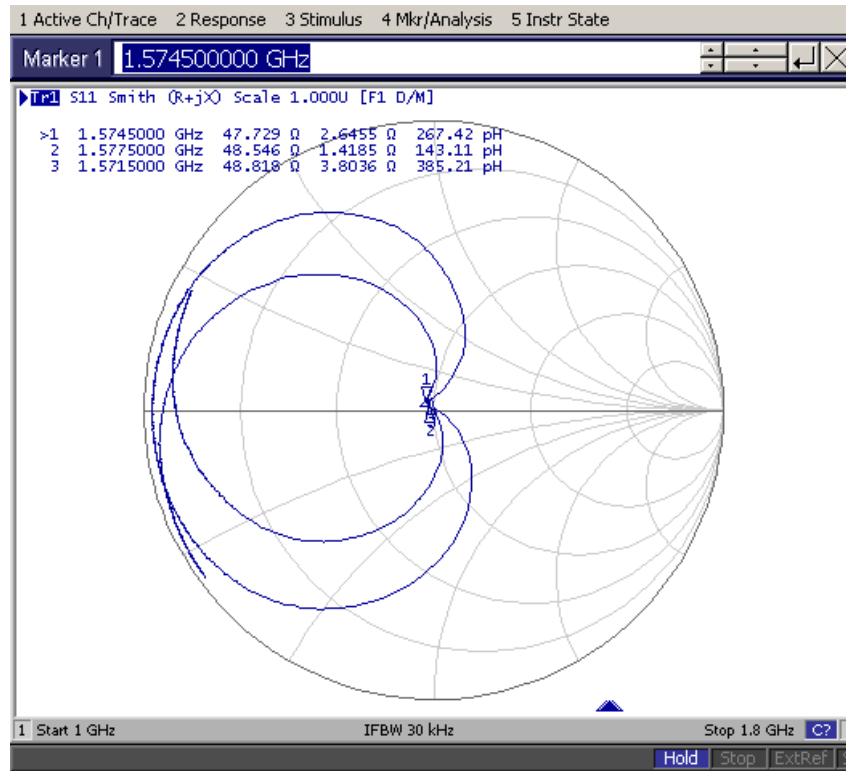 1 Active Ch/Trace 2 Response 3 Stimulus 4 Mkr/Analysis 5 Instr State
Marker 1 1.574500000 GHz
Tr1 S11 Smith (R+jX) Scale 1.000U [F1 D/M]
>1 1.5745000 GHz 47.729 Ω 2.6455 Ω 267.42 pH
2 1.5775000 GHz 48.546 Ω 1.4185 Ω 143.11 pH
3 1.5715000 GHz 48.818 Ω 3.8036 Ω 385.21 pH
1
2
1 Start 1 GHz IFBW 30 kHz Stop 1.8 GHz C?
Hold Stop ExtRef